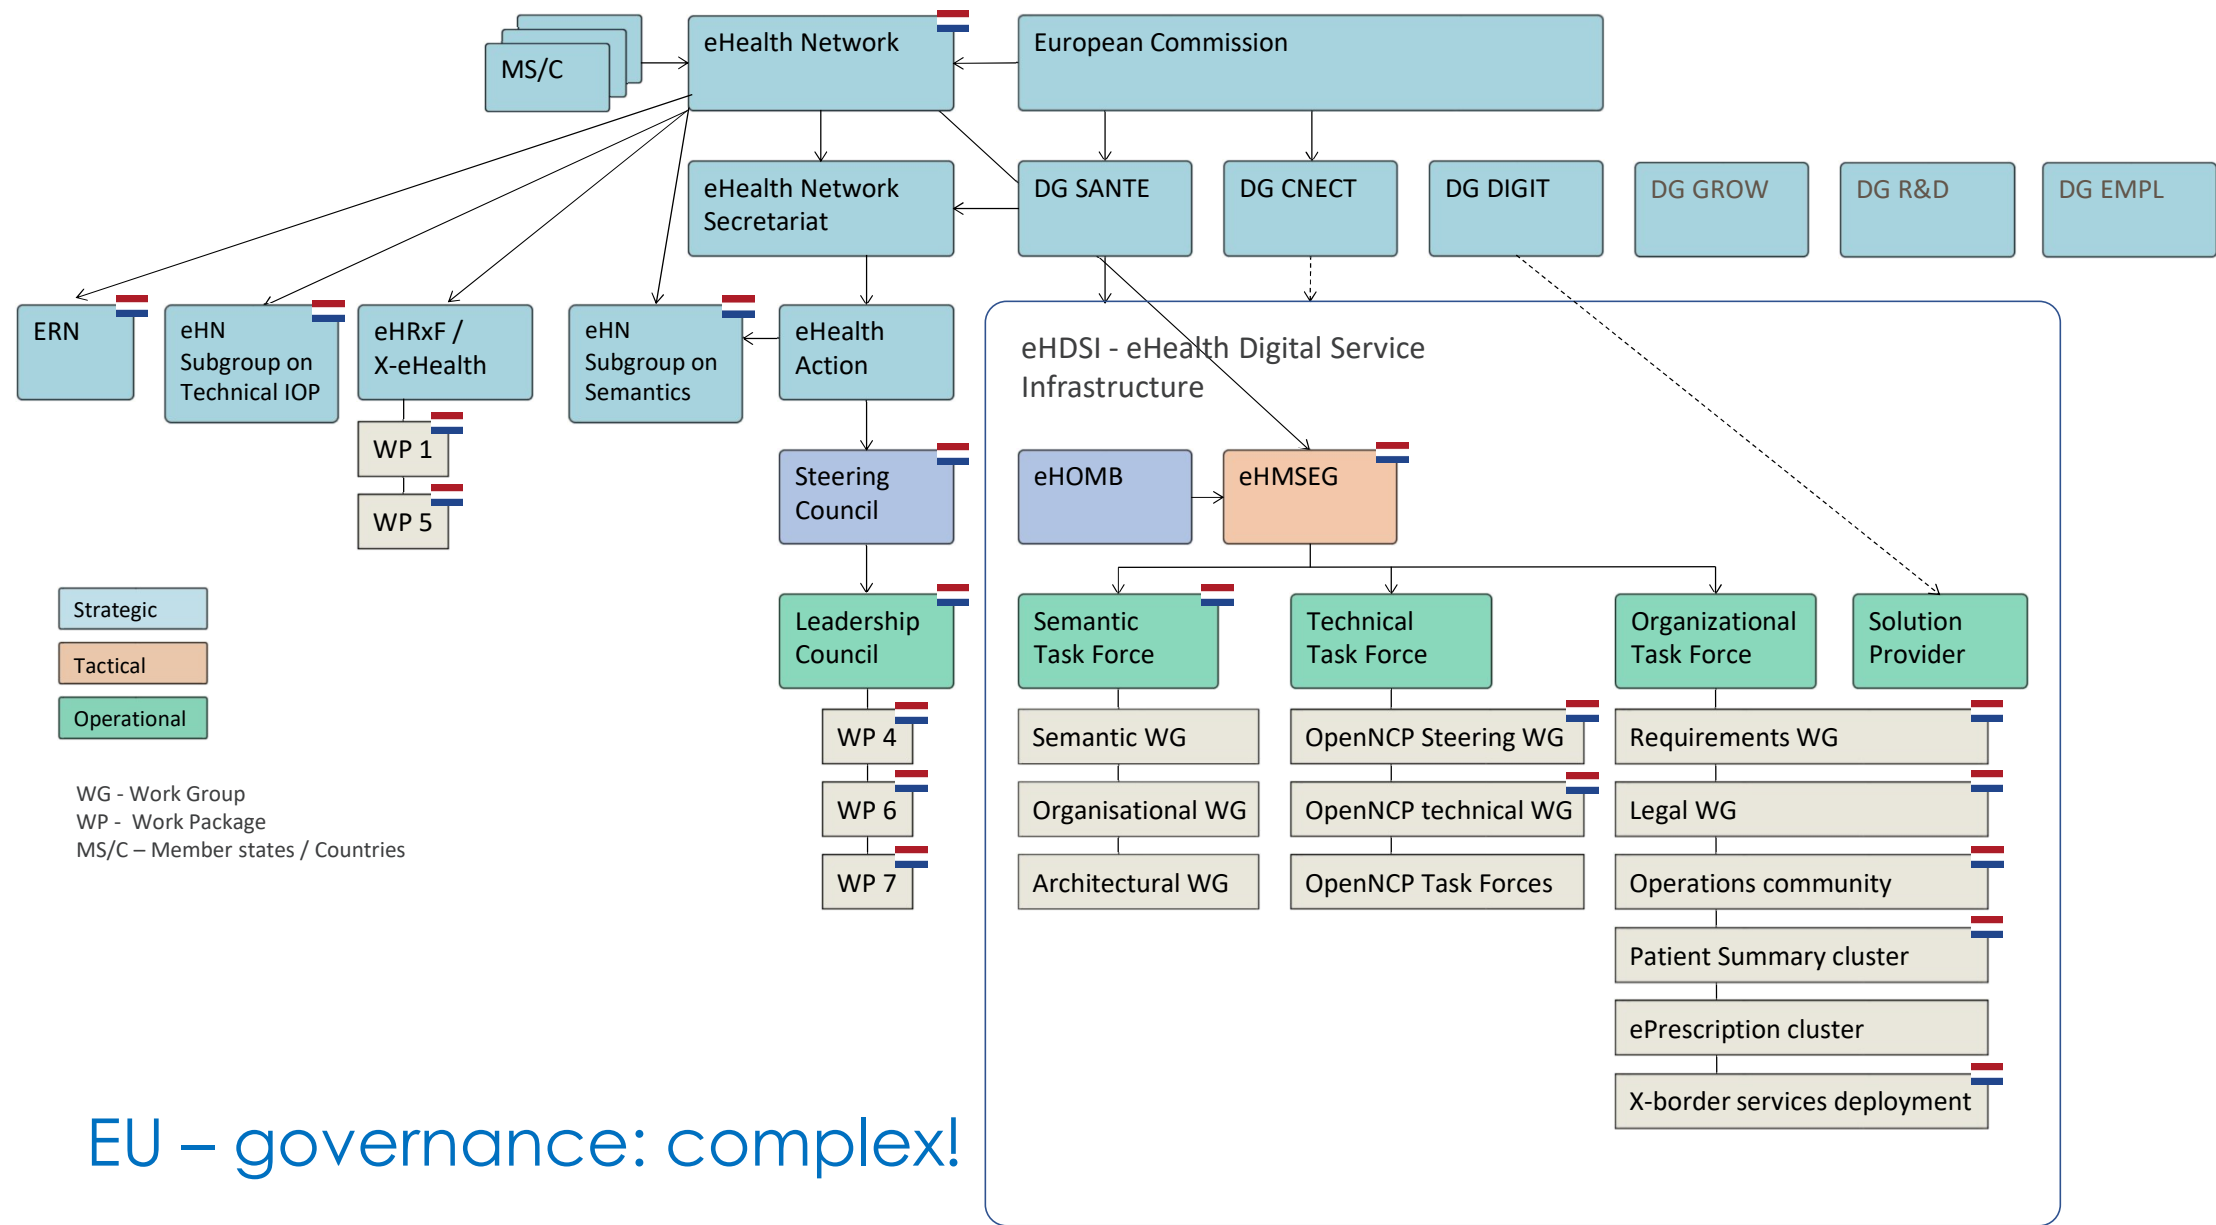 MS/C
eHealth Network
European Commission
eHealth Network
Secretariat
DG SANTE
DG CNECT
DG DIGIT
DG GROW
DG R&D
DG EMPL
ERN
eHN
Subgroup on
Technical IOP
eHRxF /
X-eHealth
eHN
Subgroup on
Semantics
eHealth
Action
WP 1
WP 5
Steering
Council
Leadership
Council
WP 4
WP 6
WP 7
eHDSI - eHealth Digital Service
Infrastructure
eHOMB
eHMSEG
Semantic
Task Force
Technical
Task Force
Organizational
Task Force
Solution
Provider
Semantic WG
Organisational WG
Architectural WG
OpenNCP Steering WG
OpenNCP technical WG
OpenNCP Task Forces
Requirements WG
Legal WG
Operations community
Patient Summary cluster
ePrescription cluster
X-border services deployment
Strategic
Tactical
Operational
WG - Work Group
WP - Work Package
MS/C – Member states / Countries
EU – governance: complex!